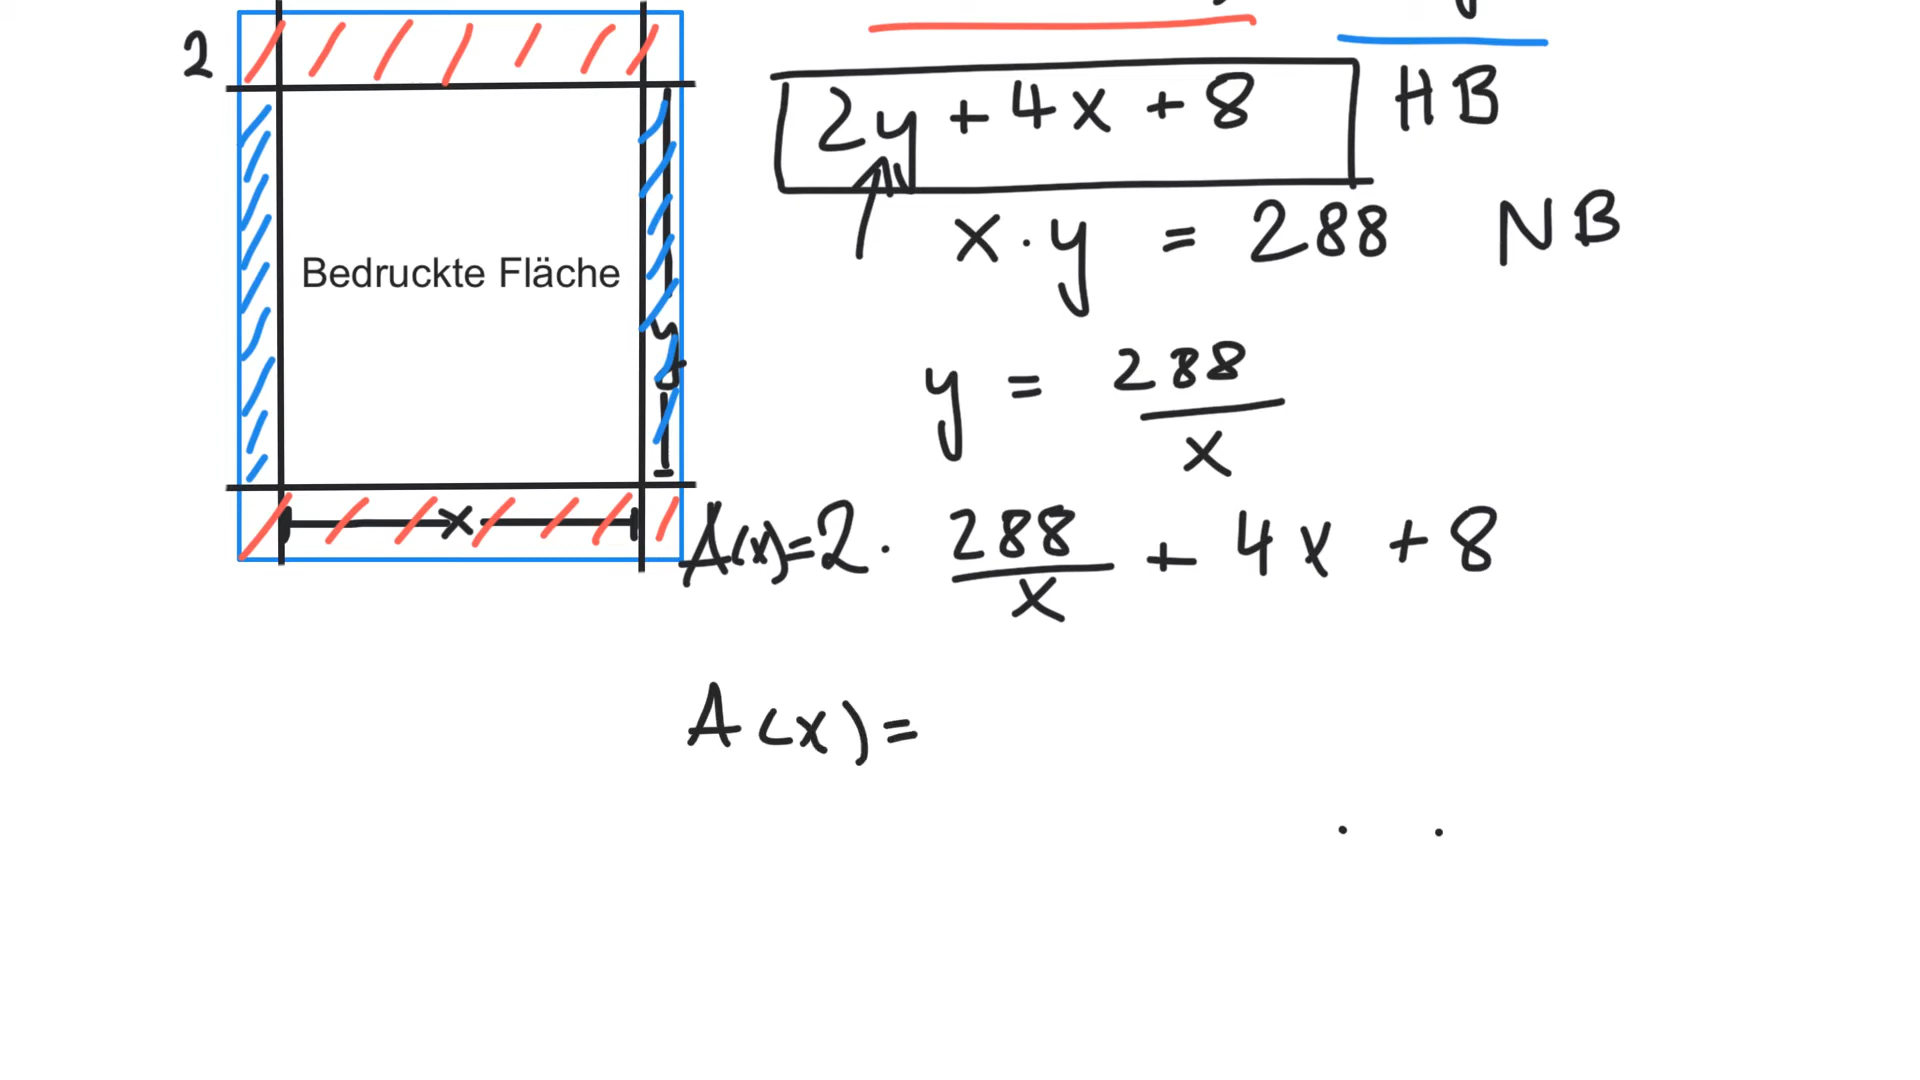 2
2y + 4x + 8 HB
x · y = 288 NB
Bedruckte Fläche
y
y = 288/x
x
A(x)=2 · 288/x + 4x + 8
A(x)=